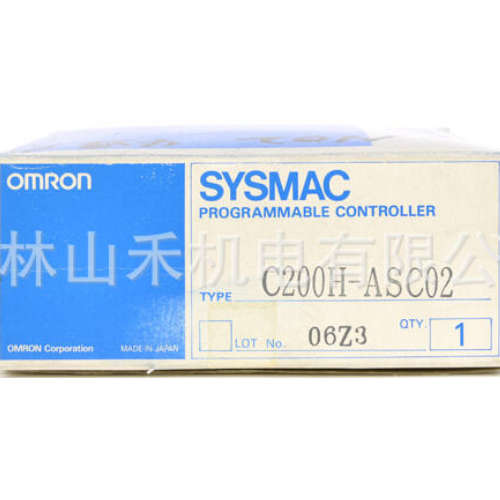 OMRON
SYSMAC
PROGRAMMABLE CONTROLLER
林山禾机电有限公
TYPE C200H-ASC02
LOT No. 06Z3 QTY. 1
OMRON Corporation MADE IN JAPAN